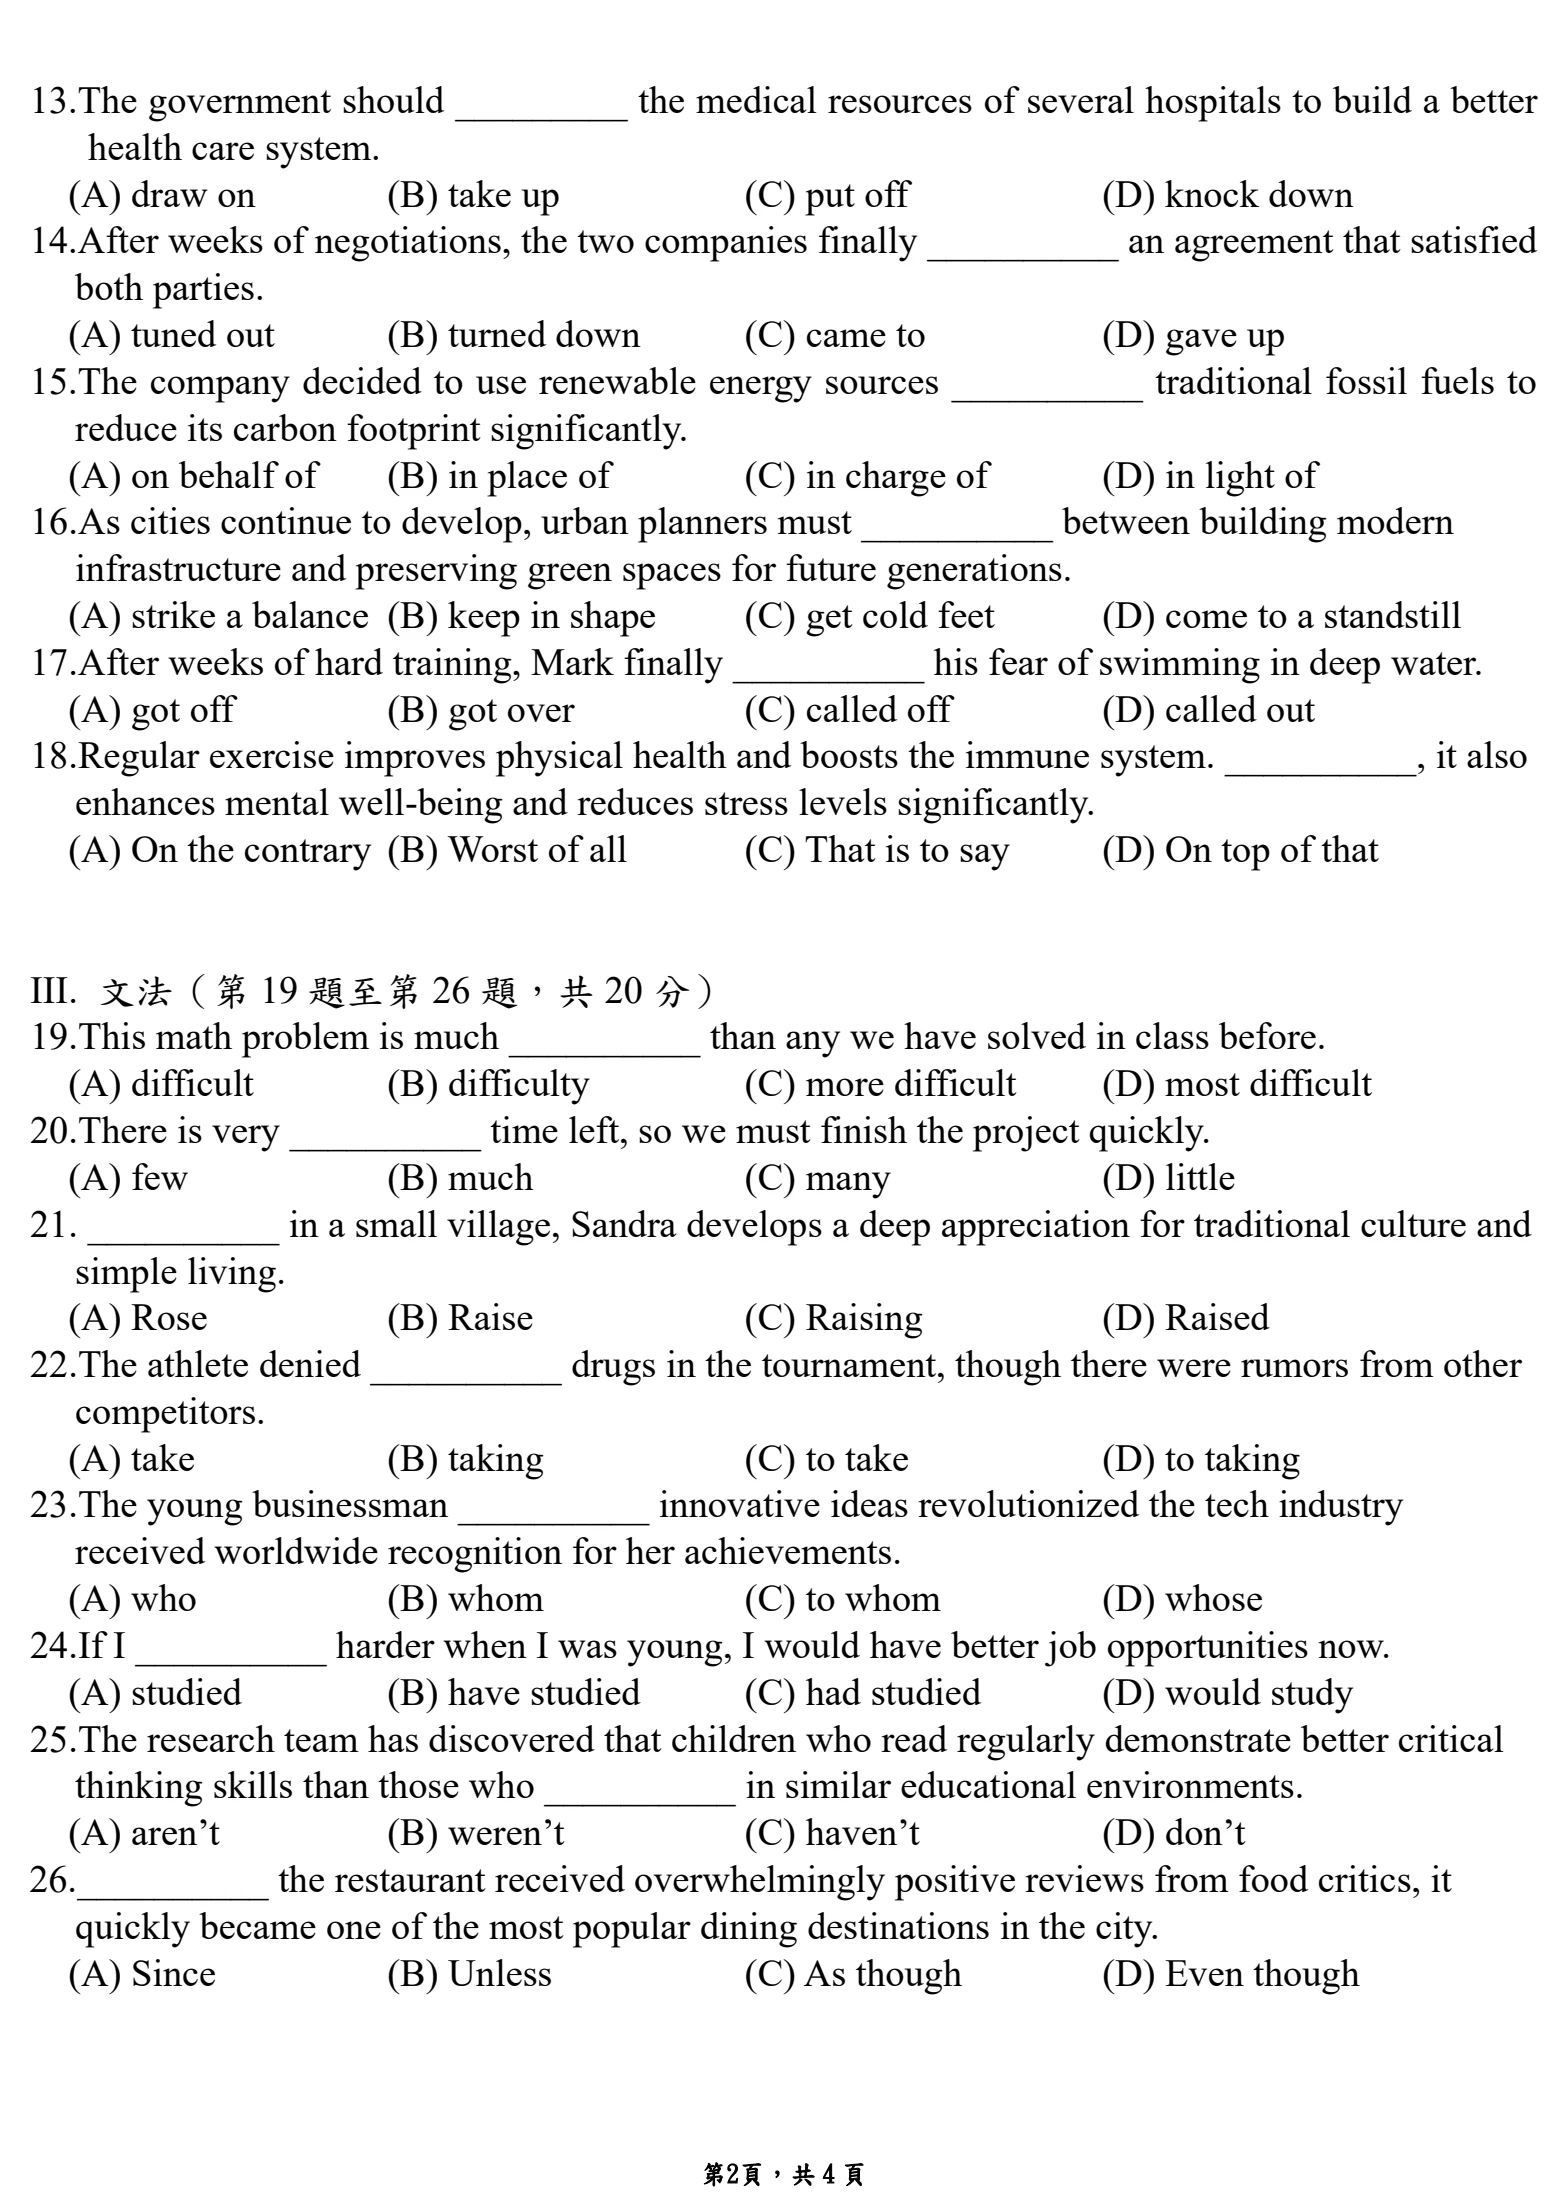 13.The government should _________ the medical resources of several hospitals to build a better
health care system.
(A) draw on (B) take up (C) put off (D) knock down
14.After weeks of negotiations, the two companies finally __________ an agreement that satisfied
both parties.
(A) tuned out (B) turned down (C) came to (D) gave up
15.The company decided to use renewable energy sources __________ traditional fossil fuels to
reduce its carbon footprint significantly.
(A) on behalf of (B) in place of (C) in charge of (D) in light of
16.As cities continue to develop, urban planners must __________ between building modern
infrastructure and preserving green spaces for future generations.
(A) strike a balance (B) keep in shape (C) get cold feet (D) come to a standstill
17.After weeks of hard training, Mark finally __________ his fear of swimming in deep water.
(A) got off (B) got over (C) called off (D) called out
18.Regular exercise improves physical health and boosts the immune system. __________, it also
enhances mental well-being and reduces stress levels significantly.
(A) On the contrary (B) Worst of all (C) That is to say (D) On top of that
III. 文法（第 19 題至第 26 題，共 20 分）
19.This math problem is much __________ than any we have solved in class before.
(A) difficult (B) difficulty (C) more difficult (D) most difficult
20.There is very __________ time left, so we must finish the project quickly.
(A) few (B) much (C) many (D) little
21. __________ in a small village, Sandra develops a deep appreciation for traditional culture and
simple living.
(A) Rose (B) Raise (C) Raising (D) Raised
22.The athlete denied __________ drugs in the tournament, though there were rumors from other
competitors.
(A) take (B) taking (C) to take (D) to taking
23.The young businessman __________ innovative ideas revolutionized the tech industry
received worldwide recognition for her achievements.
(A) who (B) whom (C) to whom (D) whose
24.If I __________ harder when I was young, I would have better job opportunities now.
(A) studied (B) have studied (C) had studied (D) would study
25.The research team has discovered that children who read regularly demonstrate better critical
thinking skills than those who __________ in similar educational environments.
(A) aren’t (B) weren’t (C) haven’t (D) don’t
26.__________ the restaurant received overwhelmingly positive reviews from food critics, it
quickly became one of the most popular dining destinations in the city.
(A) Since (B) Unless (C) As though (D) Even though
第2頁，共 4 頁